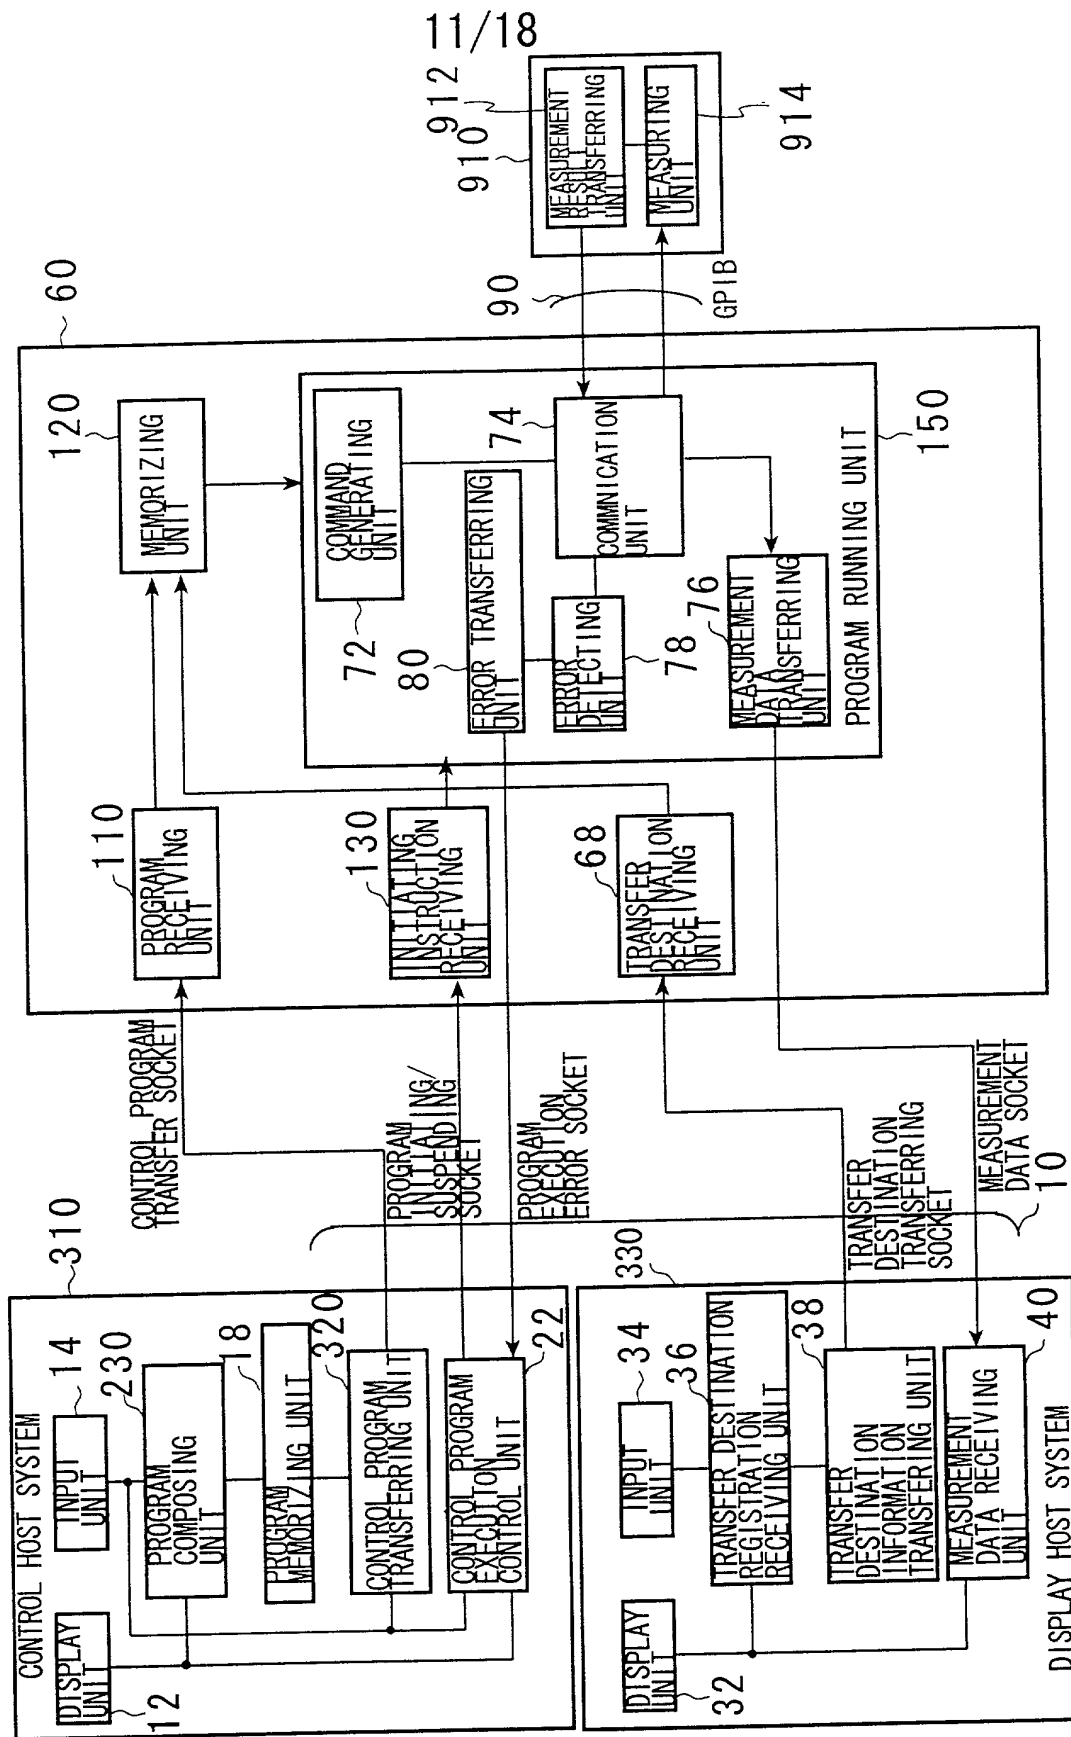 11/18
CONTROL HOST SYSTEM
310
DISPLAY
UNIT
12
INPUT
UNIT
14
PROGRAM
COMPOSING
UNIT
230
PROGRAM
MEMORIZING UNIT
18
CONTROL PROGRAM
TRANSFERRING UNIT
320
CONTROL PROGRAM
EXECUTION
CONTROL UNIT
22
DISPLAY HOST SYSTEM
330
DISPLAY
UNIT
32
INPUT
UNIT
34
TRANSFER DESTINATION
REGISTRATION
RECEIVING UNIT
36
TRANSFER
DESTINATION
INFORMATION
TRANSFERING UNIT
38
MEASUREMENT
DATA RECEIVING
UNIT
40
CONTROL PROGRAM
TRANSFER SOCKET
PROGRAM
INITIATING/
SUSPENDING
SOCKET
PROGRAM
EXECUTION
ERROR SOCKET
TRANSFER
DESTINATION
TRANSFERRING
SOCKET
MEASUREMENT
DATA SOCKET
10
60
PROGRAM
RECEIVING
UNIT
110
MEMORIZING
UNIT
120
INITIATING
INSTRUCTION
RECEIVING
UNIT
130
TRANSFER
DESTINATION
RECEIVING
UNIT
68
COMMAND
GENERATING
UNIT
72
ERROR TRANSFERRING
UNIT
80
ERROR
DETECTING
UNIT
78
COMMNICATION
UNIT
74
MEASUREMENT
DATA
TRANSFERRING
UNIT
76
PROGRAM RUNNING UNIT
150
90
GPIB
910
MEASUREMENT
RESULT
TRANSFERRING
UNIT
912
MEASURING
UNIT
914